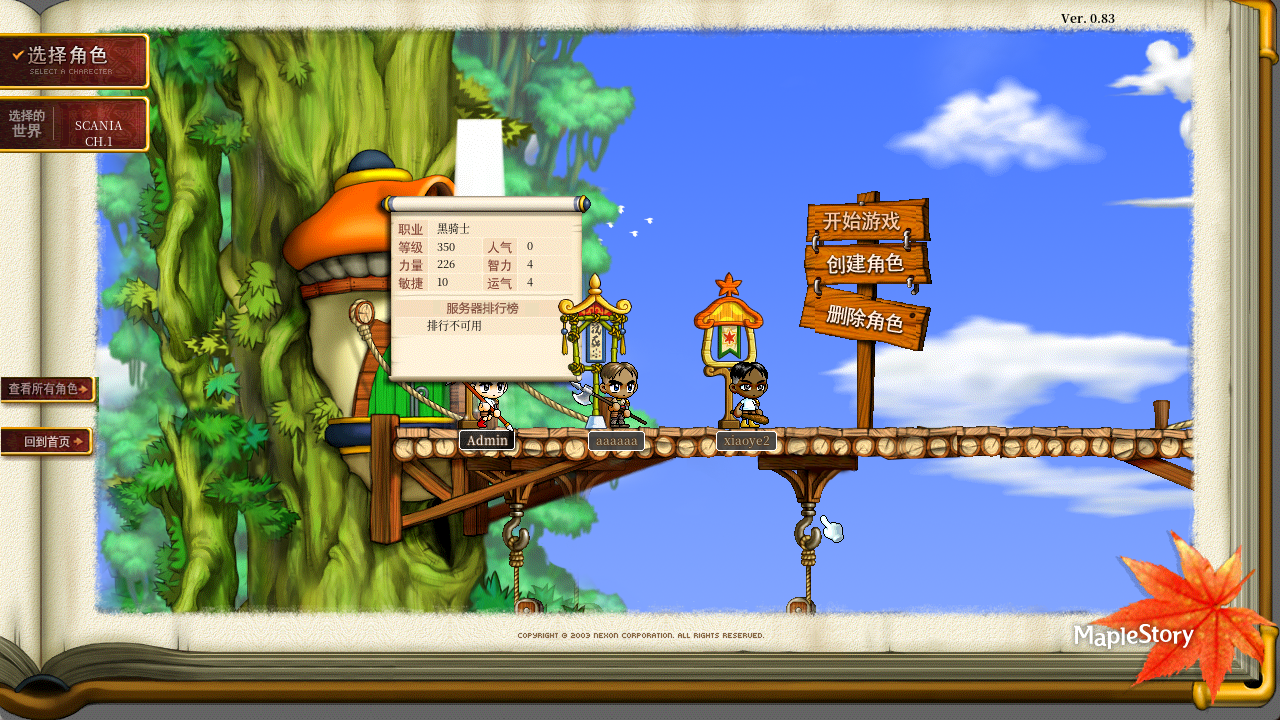 Ver. 0.83
选择角色
SELECT A CHARACTER
选择的
世界
SCANIA
CH.1
职业 黑骑士
等级 350 人气 0
力量 226 智力 4
敏捷 10 运气 4
服务器排行榜
排行不可用
开始游戏
创建角色
删除角色
查看所有角色
回到首页
Admin
aaaaaa
xiaoye2
COPYRIGHT @ 2003 NEXON CORPORATION. ALL RIGHTS RESERVED.
MapleStory